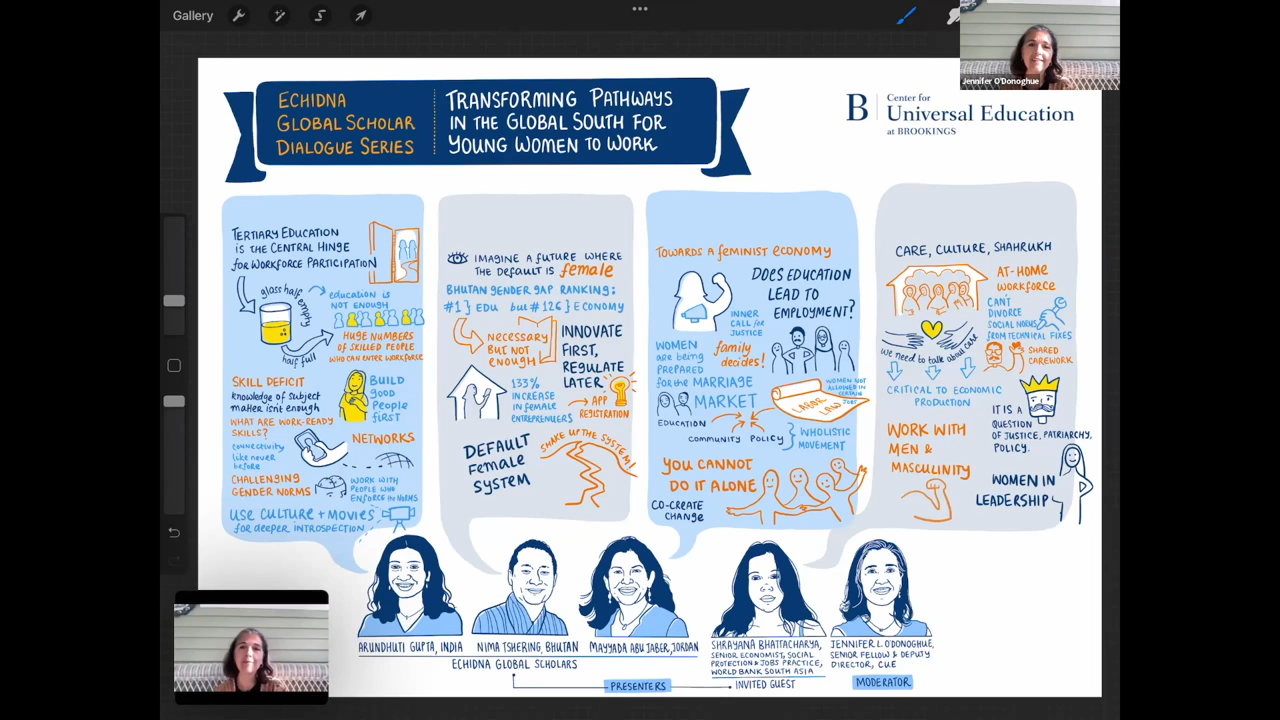 Gallery
Jennifer O'Donoghue
ECHIDNA
GLOBAL SCHOLAR
DIALOGUE SERIES
TRANSFORMING PATHWAYS
IN THE GLOBAL SOUTH FOR
YOUNG WOMEN TO WORK
B
Center for
Universal Education
at BROOKINGS
TERTIARY EDUCATION
IS THE CENTRAL HINGE
for WORKFORCE PARTICIPATION
glass half empty
half full
education is
NOT ENOUGH
HUGE NUMBERS
OF SKILLED PEOPLE
WHO CAN ENTER WORKFORCE
SKILL DEFICIT
knowledge of subject
matter isn't enough
BUILD
good
People
first
WHAT ARE WORK-READY
SKILLS?
connectivity
like never
before
NETWORKS
CHALLENGING
GENDER NORMS
WORK WITH
PEOPLE WHO
ENFORCE THE NORMS
USE CULTURE + MOVIES
for deeper INTROSPECTION
IMAGINE A FUTURE WHERE
THE DEFAULT IS female
BHUTAN GENDER GAP RANKING:
#1 } EDU but #126 } ECONOMY
NECESSARY
BUT NOT
ENOUGH
INNOVATE
FIRST,
REGULATE
LATER
133%
INCREASE
IN FEMALE
ENTREPRENEUERS
→ APP
REGISTRATION
DEFAULT
Female
SYSTEM
SHAKE UP THE SYSTEM!
TOWARDS A FEMINIST ECONOMY
DOES EDUCATION
LEAD TO
EMPLOYMENT?
INNER
CALL for
JUSTICE
WOMEN
are being
PREPARED
for the MARRIAGE
MARKET
family
decides!
WOMEN NOT
ALLOWED IN
CERTAIN
JOBS
LABOR LAW
EDUCATION
COMMUNITY
POLICY
WHOLISTIC
MOVEMENT
YOU CANNOT
DO IT ALONE
CO-CREATE
CHANGE
CARE, CULTURE, SHAHRUKH
AT-HOME
WORKFORCE
CAN'T
DIVORCE
SOCIAL NORMS
FROM TECHNICAL FIXES
we need to talk about care
SHARED
CAREWORK
CRITICAL TO ECONOMIC
PRODUCTION
IT IS A
QUESTION
OF JUSTICE, PATRIARCHY,
POLICY.
WORK WITH
MEN &
MASCULINITY
WOMEN IN
LEADERSHIP
ARUNDHUTI GUPTA, INDIA
NIMA TSHERING, BHUTAN
MAYYADA ABU JABER, JORDAN
ECHIDNA GLOBAL SCHOLARS
SHRAYANA BHATTACHARYA,
SENIOR ECONOMIST, SOCIAL
PROTECTION & JOBS PRACTICE,
WORLD BANK SOUTH ASIA
INVITED GUEST
JENNIFER L. O'DONOGHUE,
SENIOR FELLOW & DEPUTY
DIRECTOR, CUE
MODERATOR
PRESENTERS